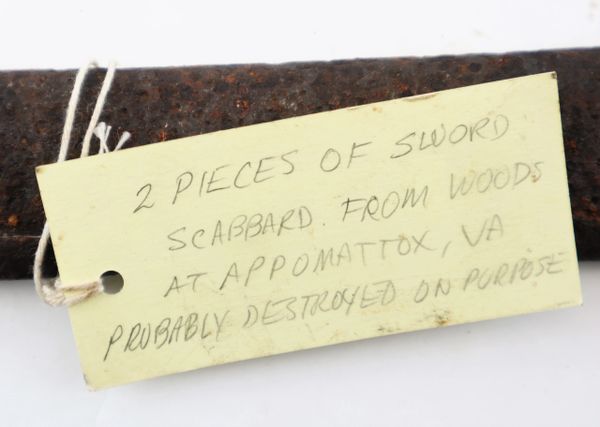 2 PIECES OF SWORD
SCABBARD. FROM WOODS
AT APPOMATTOX, VA
PROBABLY DESTROYED ON PURPOSE